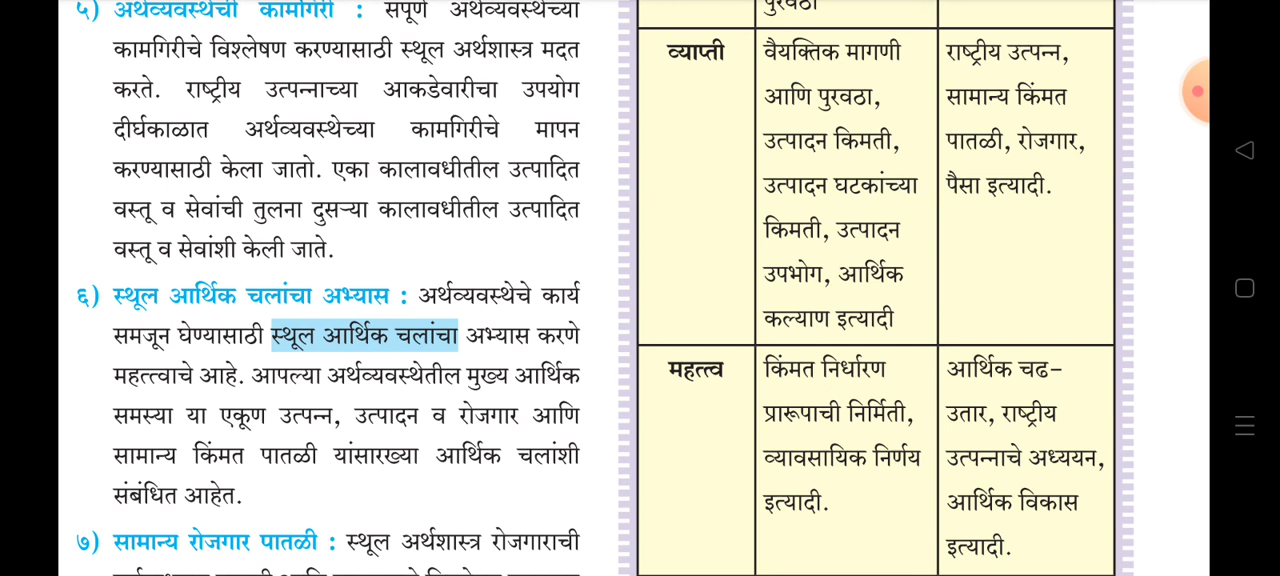 ५) अर्थव्यवस्थेची कामगिरी : संपूर्ण अर्थव्यवस्थेच्या
कामगिरीचे विश्लेषण करण्यासाठी स्थूल अर्थशास्त्र मदत
करते. राष्ट्रीय उत्पन्नाच्या आकडेवारीचा उपयोग
दीर्घकाळात अर्थव्यवस्थेच्या कामगिरीचे मापन
करण्यासाठी केला जातो. एका कालावधीतील उत्पादित
वस्तू व सेवांची तुलना दुसऱ्या कालावधीतील उत्पादित
वस्तू व सेवांशी केली जाते.
६) स्थूल आर्थिक चलांचा अभ्यास : अर्थव्यवस्थेचे कार्य
समजून घेण्यासाठी स्थूल आर्थिक चलांचा अभ्यास करणे
महत्त्वाचे आहे. आपल्या अर्थव्यवस्थेतील मुख्य आर्थिक
समस्या या एकूण उत्पन्न, उत्पादन व रोजगार आणि
सामान्य किंमत पातळी यांसारख्या आर्थिक चलांशी
संबंधित आहेत.
७) सामान्य रोजगार पातळी : स्थूल अर्थशास्त्र रोजगाराची
पुरवठा
व्याप्ती
वैयक्तिक मागणी
आणि पुरवठा,
उत्पादन किमती,
उत्पादन घटकांच्या
किमती, उत्पादन
उपभोग, आर्थिक
कल्याण इत्यादी
राष्ट्रीय उत्पन्न,
सामान्य किंमत
पातळी, रोजगार,
पैसा इत्यादी.
महत्त्व
किंमत निर्धारण
प्रारूपाची निर्मिती,
व्यावसायिक निर्णय
इत्यादी.
आर्थिक चढ-
उतार, राष्ट्रीय
उत्पन्नाचे अध्ययन,
आर्थिक विकास
इत्यादी.